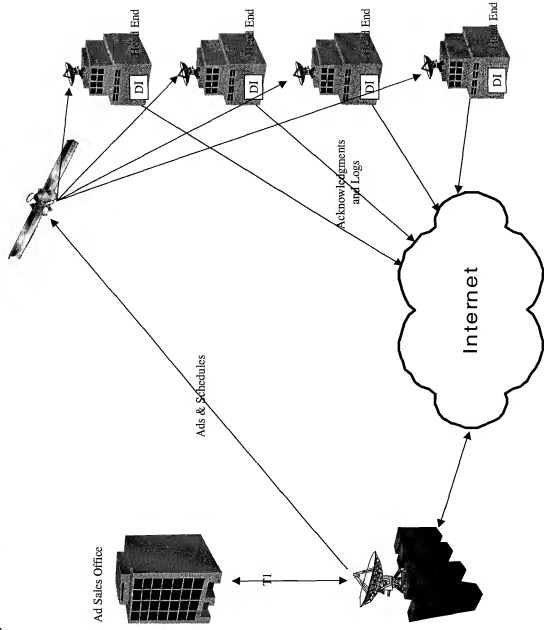 Ad Sales Office
T1
Ads & Schedules
Acknowledgments
and Logs
Internet
Head End
DI
Head End
DI
Head End
DI
Head End
DI